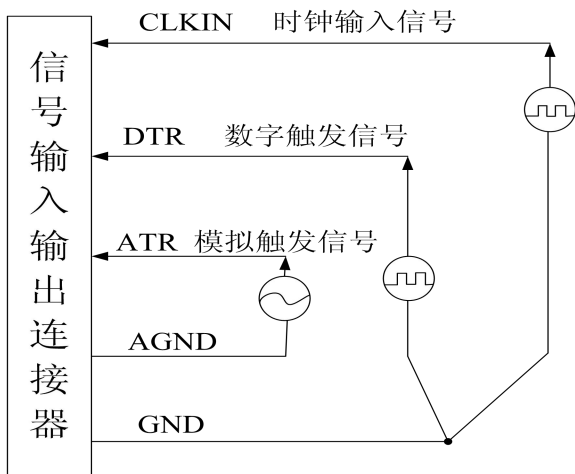 CLKIN 时钟输入信号
信号输入输出连接器
DTR 数字触发信号
ATR 模拟触发信号
AGND
GND